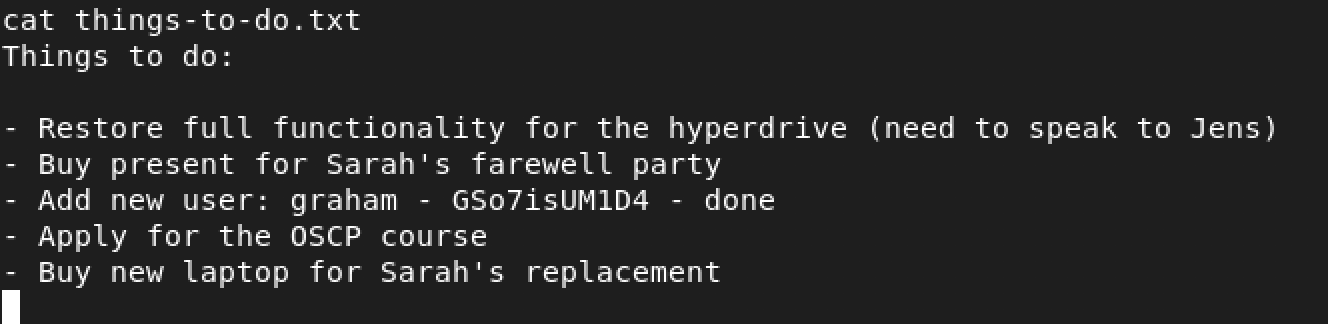 cat things-to-do.txt
Things to do:
- Restore full functionality for the hyperdrive (need to speak to Jens)
- Buy present for Sarah's farewell party
- Add new user: graham - GSo7isUM1D4 - done
- Apply for the OSCP course
- Buy new laptop for Sarah's replacement